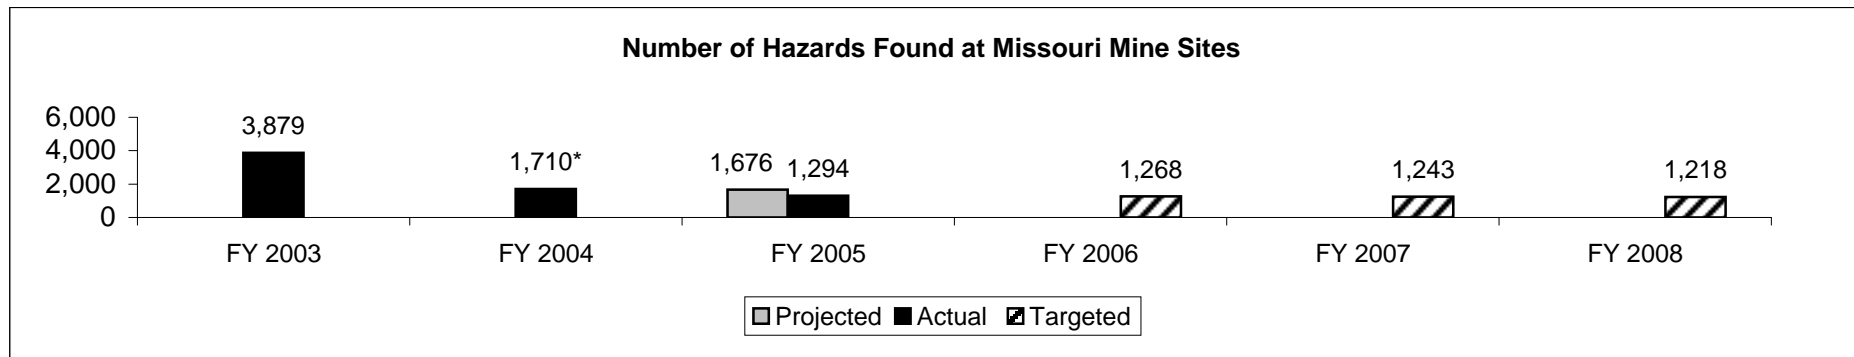 Number of Hazards Found at Missouri Mine Sites
6,000
4,000
2,000
0
3,879
1,710*
1,676
1,294
1,268
1,243
1,218
FY 2003
FY 2004
FY 2005
FY 2006
FY 2007
FY 2008
Projected
Actual
Targeted